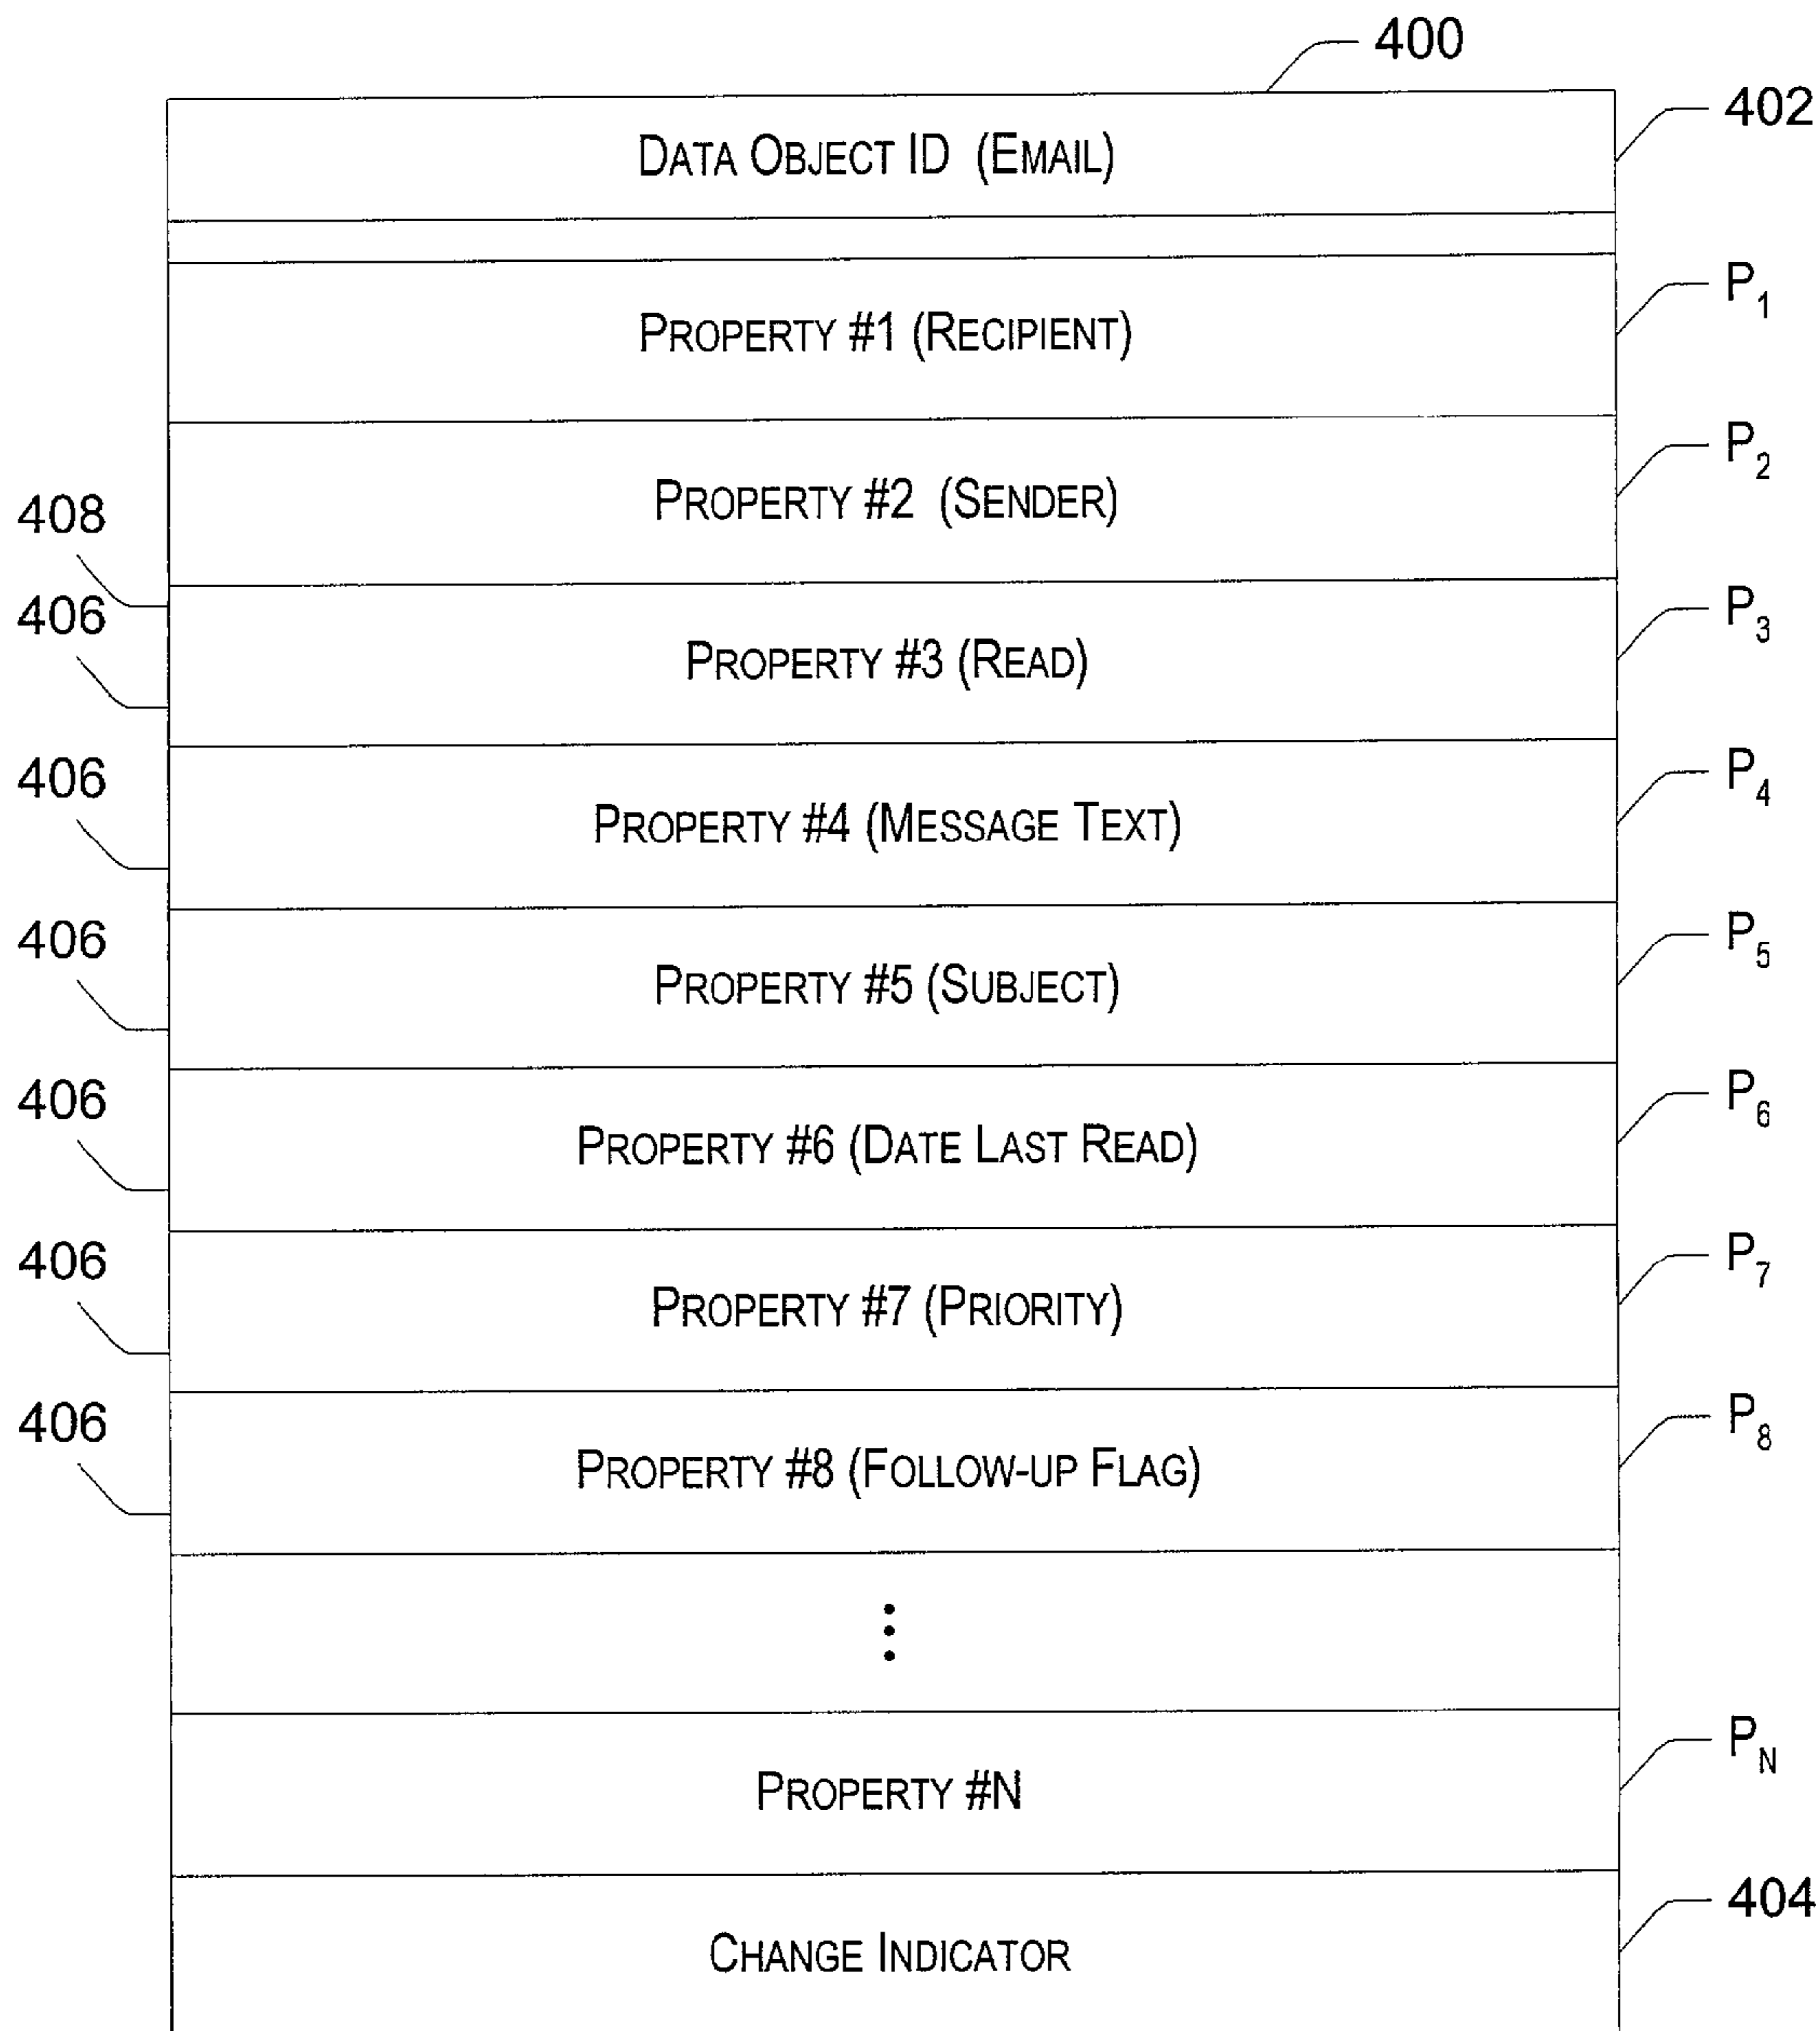 400
402
DATA OBJECT ID (EMAIL)
P1
PROPERTY #1 (RECIPIENT)
P2
PROPERTY #2 (SENDER)
408
406
P3
PROPERTY #3 (READ)
406
P4
PROPERTY #4 (MESSAGE TEXT)
406
P5
PROPERTY #5 (SUBJECT)
406
P6
PROPERTY #6 (DATE LAST READ)
406
P7
PROPERTY #7 (PRIORITY)
406
P8
PROPERTY #8 (FOLLOW-UP FLAG)
PN
PROPERTY #N
404
CHANGE INDICATOR